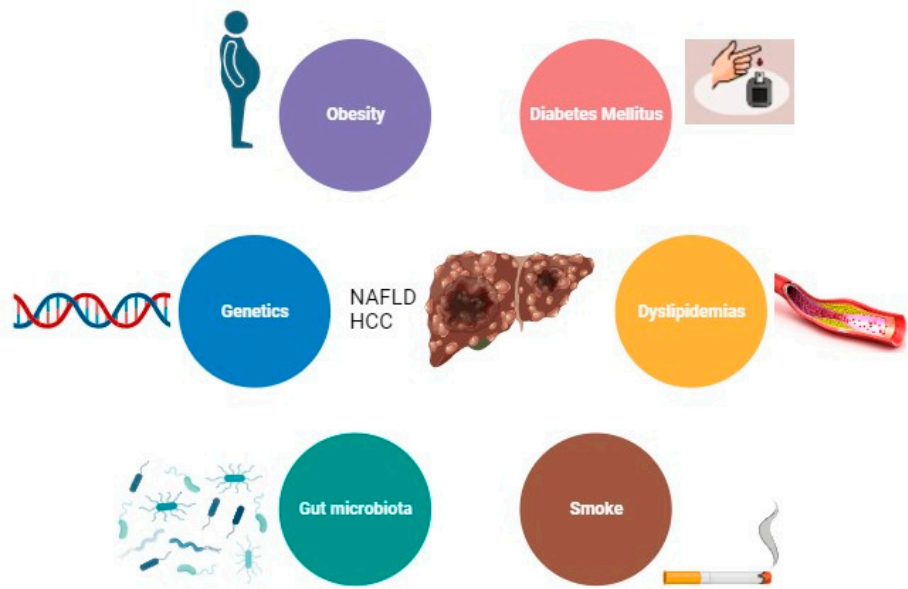 Obesity
Diabetes Mellitus
Genetics
NAFLD
HCC
Dyslipidemias
Gut microbiota
Smoke